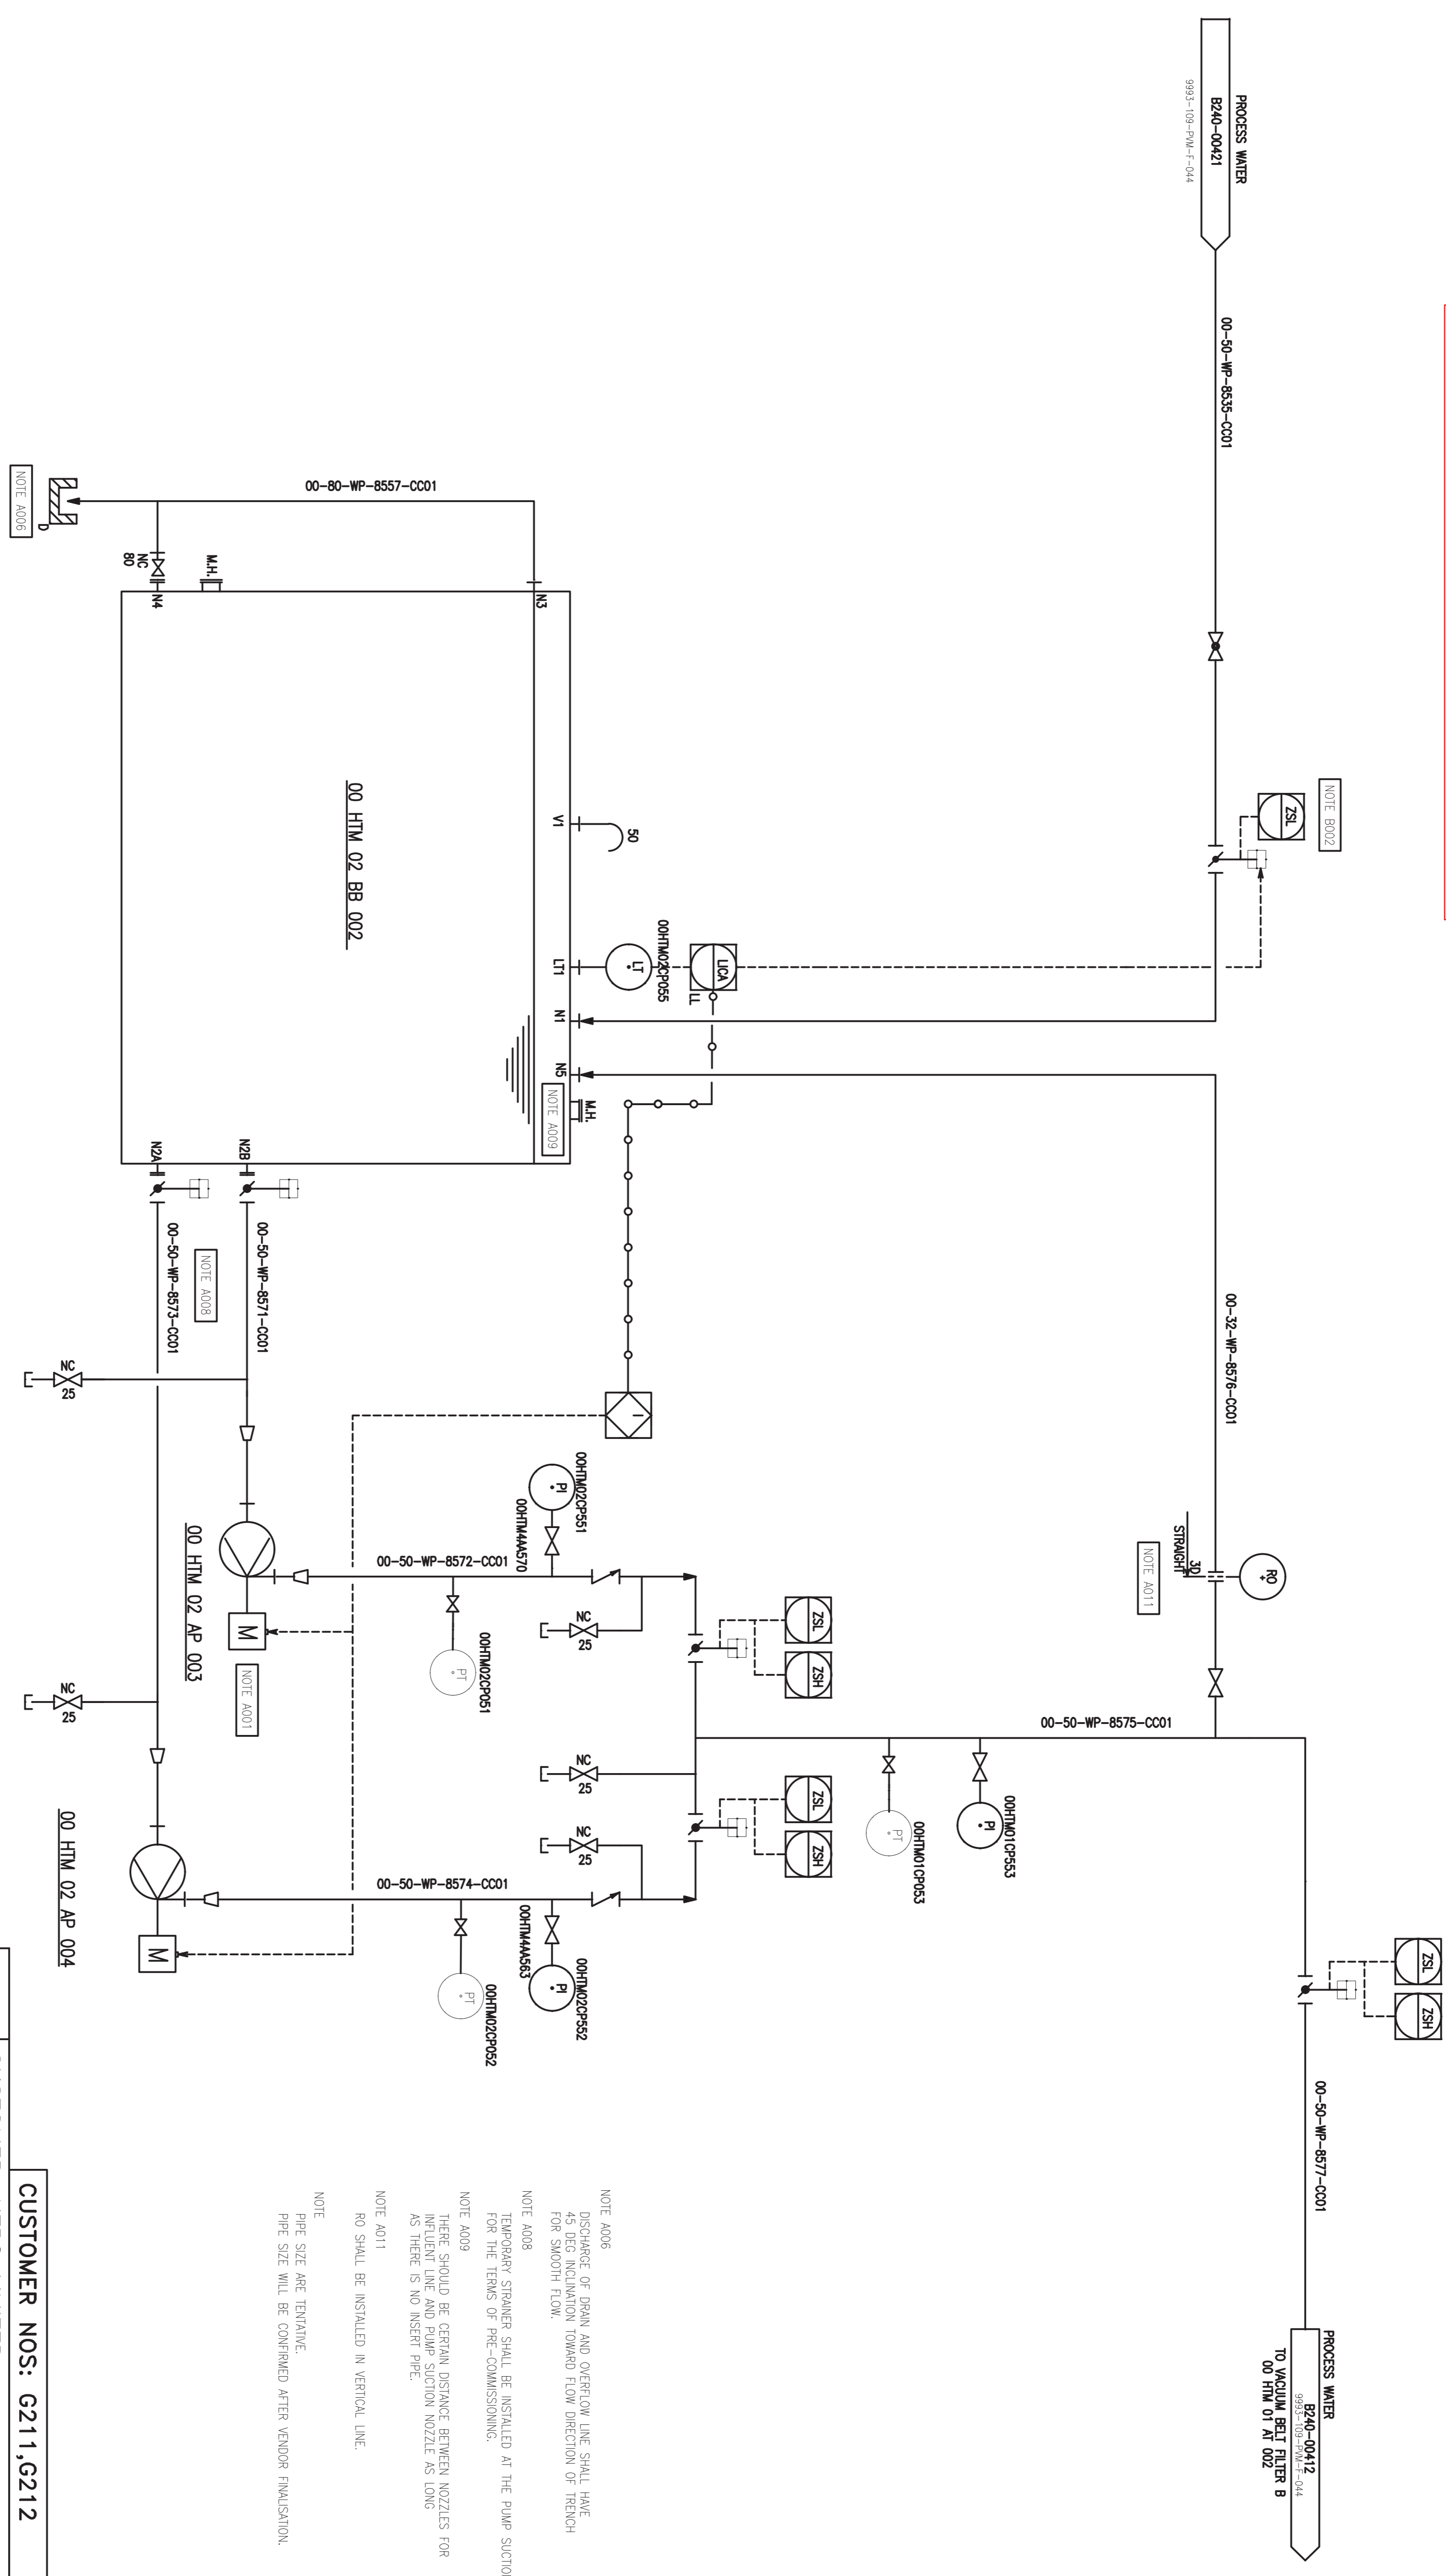 PROCESS WATER
B240-00421
9993-109-PVM-F-044
00-50-WP-8535-CC01
NOTE B002
ZSL
00-80-WP-8557-CC01
NOTE A006
D
NC
80
M.H.
N4
N3
00 HTM 02 BB 002
V1
50
LT1
LT
00HTM02CP055
LICA
LL
N1
N5
NOTE A009
M.H.
N2A
N2B
00-50-WP-8571-CC01
NOTE A008
00-50-WP-8573-CC01
NC
25
I
00-32-WP-8576-CC01
3D
STRAIGHT
NOTE A011
RO
00HTM02CP551
PI
00HTM4AA570
00-50-WP-8572-CC01
00 HTM 02 AP 003
M
NOTE A001
NC
25
PT
00HTM02CP051
ZSL
ZSH
NC
25
00-50-WP-8575-CC01
NC
25
ZSL
ZSH
NC
25
PT
00HTM01CP053
PI
00HTM01CP553
00-50-WP-8574-CC01
00 HTM 02 AP 004
M
00HTM4AA563
PI
00HTM02CP552
PT
00HTM02CP052
ZSL
ZSH
00-50-WP-8577-CC01
PROCESS WATER
B240-00412
9993-109-PVM-F-044
TO VACUUM BELT FILTER B
00 HTM 01 AT 002
NOTE A006
DISCHARGE OF DRAIN AND OVERFLOW LINE SHALL HAVE
45 DEG INCLINATION TOWARD FLOW DIRECTION OF TRENCH
FOR SMOOTH FLOW.
NOTE A008
TEMPORARY STRAINER SHALL BE INSTALLED AT THE PUMP SUCTION
FOR THE TERMS OF PRE-COMMISSIONING.
NOTE A009
THERE SHOULD BE CERTAIN DISTANCE BETWEEN NOZZLES FOR
INFLUENT LINE AND PUMP SUCTION NOZZLE AS LONG
AS THERE IS NO INSERT PIPE.
NOTE A011
RO SHALL BE INSTALLED IN VERTICAL LINE.
NOTE
PIPE SIZE ARE TENTATIVE.
PIPE SIZE WILL BE CONFIRMED AFTER VENDOR FINALISATION.
CUSTOMER NOS: G211,G212